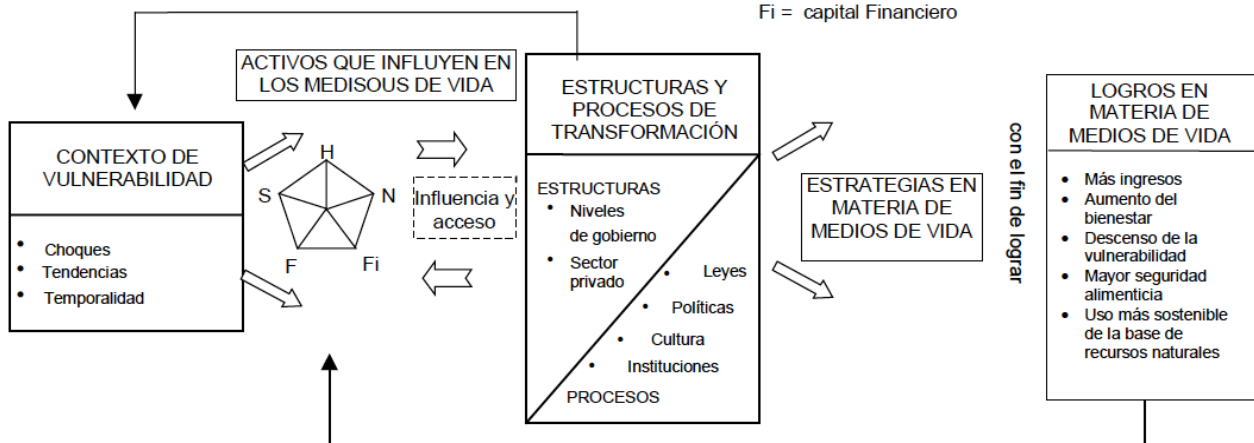 Fi = capital Financiero
ACTIVOS QUE INFLUYEN EN
LOS MEDISOUS DE VIDA
CONTEXTO DE
VULNERABILIDAD
• Choques
• Tendencias
• Temporalidad
H
S
N
F
Fi
Influencia y
acceso
ESTRUCTURAS Y
PROCESOS DE
TRANSFORMACIÓN
ESTRUCTURAS
• Niveles
de gobierno
• Sector
privado
• Leyes
• Políticas
• Cultura
• Instituciones
PROCESOS
ESTRATEGIAS EN
MATERIA DE
MEDIOS DE VIDA
con el fin de lograr
LOGROS EN
MATERIA DE
MEDIOS DE VIDA
• Más ingresos
• Aumento del
bienestar
• Descenso de la
vulnerabilidad
• Mayor seguridad
alimenticia
• Uso más sostenible
de la base de
recursos naturales